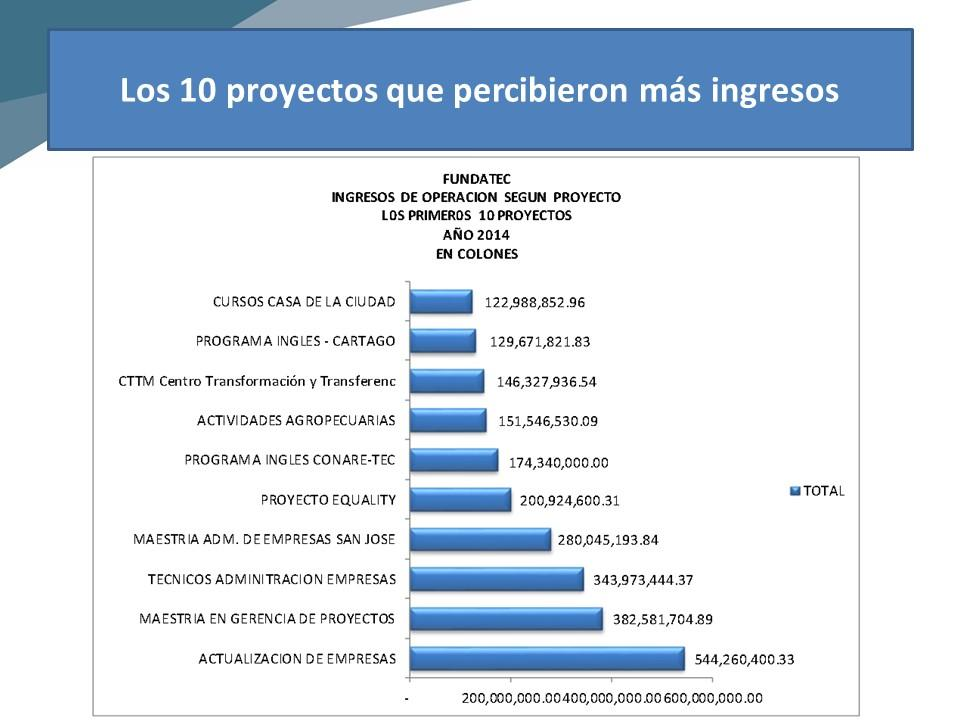 Los 10 proyectos que percibieron más ingresos
FUNDATEC
INGRESOS DE OPERACION SEGUN PROYECTO
L0S PRIMER0S 10 PROYECTOS
AÑO 2014
EN COLONES
CURSOS CASA DE LA CIUDAD 122,988,852.96
PROGRAMA INGLES - CARTAGO 129,671,821.83
CTTM Centro Transformación y Transferenc 146,327,936.54
ACTIVIDADES AGROPECUARIAS 151,546,530.09
PROGRAMA INGLES CONARE-TEC 174,340,000.00
PROYECTO EQUALITY 200,924,600.31
TOTAL
MAESTRIA ADM. DE EMPRESAS SAN JOSE 280,045,193.84
TECNICOS ADMINITRACION EMPRESAS 343,973,444.37
MAESTRIA EN GERENCIA DE PROYECTOS 382,581,704.89
ACTUALIZACION DE EMPRESAS 544,260,400.33
- 200,000,000.00 400,000,000.00 600,000,000.00